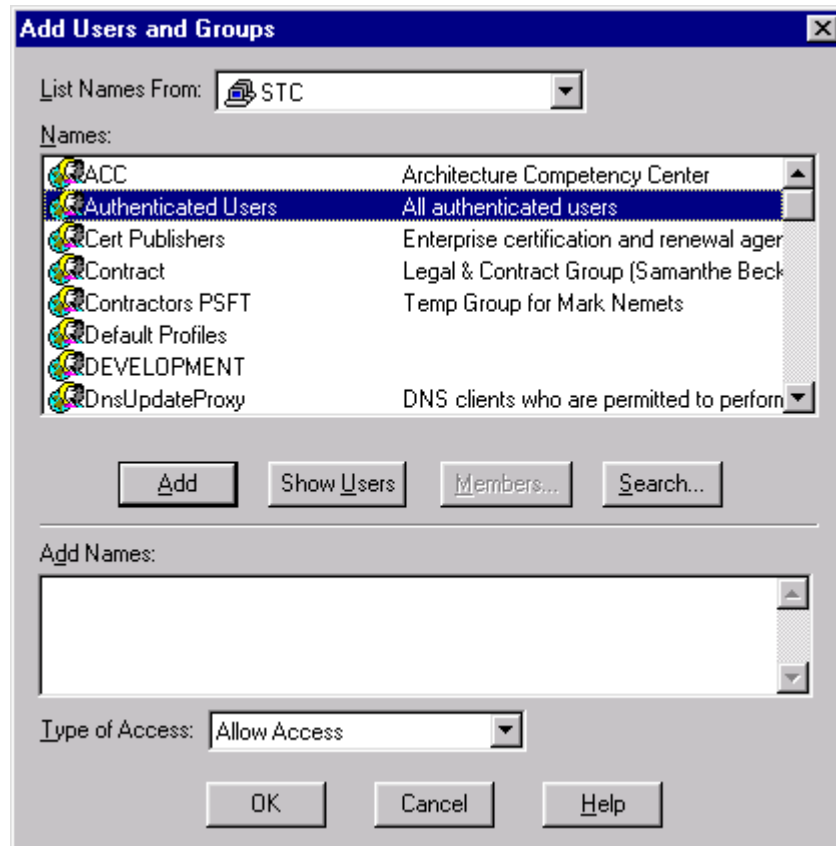 Add Users and Groups
List Names From: STC
Names:
ACC Architecture Competency Center
Authenticated Users All authenticated users
Cert Publishers Enterprise certification and renewal agen
Contract Legal & Contract Group (Samanthe Beck
Contractors PSFT Temp Group for Mark Nemets
Default Profiles
DEVELOPMENT
DnsUpdateProxy DNS clients who are permitted to perform
Add Show Users Members... Search...
Add Names:
Type of Access: Allow Access
OK Cancel Help